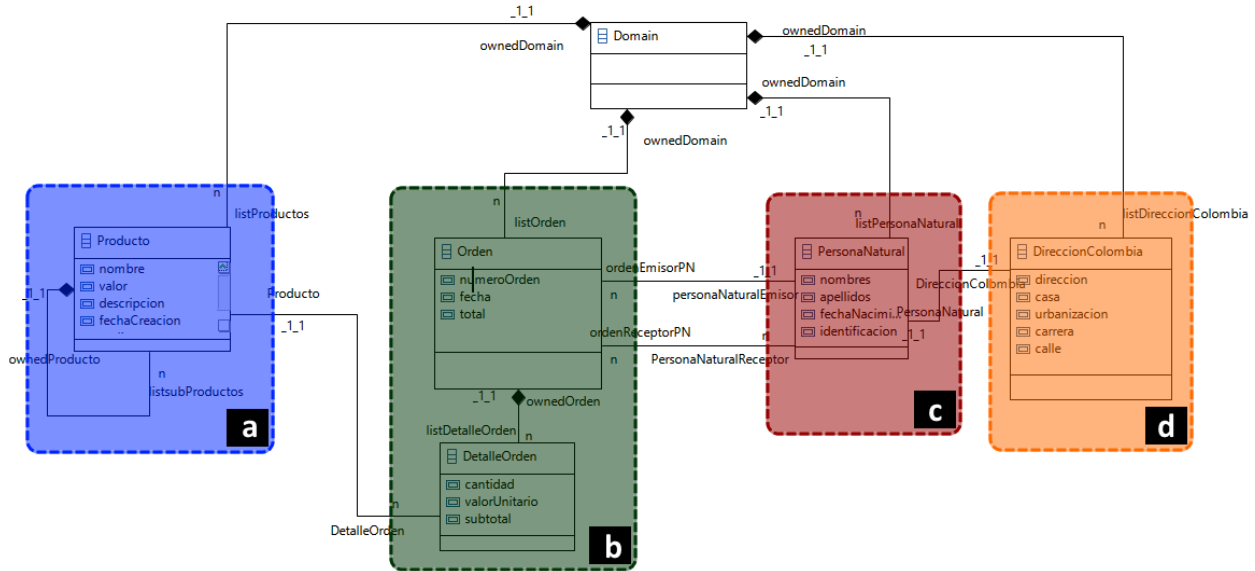 _1_1
ownedDomain
Domain
ownedDomain
_1_1
ownedDomain
_1_1
_1_1
ownedDomain
n
listProductos
n
listOrden
n
listPersonaNatural
n
listDireccionColombia
Producto
nombre
valor
descripcion
fechaCreacion
_1_1
ownedProducto
n
listsubProductos
a
Producto
_1_1
Orden
numeroOrden
fecha
total
ordenEmisorPN
n
_1_1
personaNaturalEmisor
ordenReceptorPN
n
n
PersonaNaturalReceptor
PersonaNatural
nombres
apellidos
fechaNacimi...
identificacion
_1_1
DireccionColombia
PersonaNatural
_1_1
c
DireccionColombia
direccion
casa
urbanizacion
carrera
calle
d
_1_1
ownedOrden
listDetalleOrden
n
DetalleOrden
cantidad
valorUnitario
subtotal
n
DetalleOrden
b